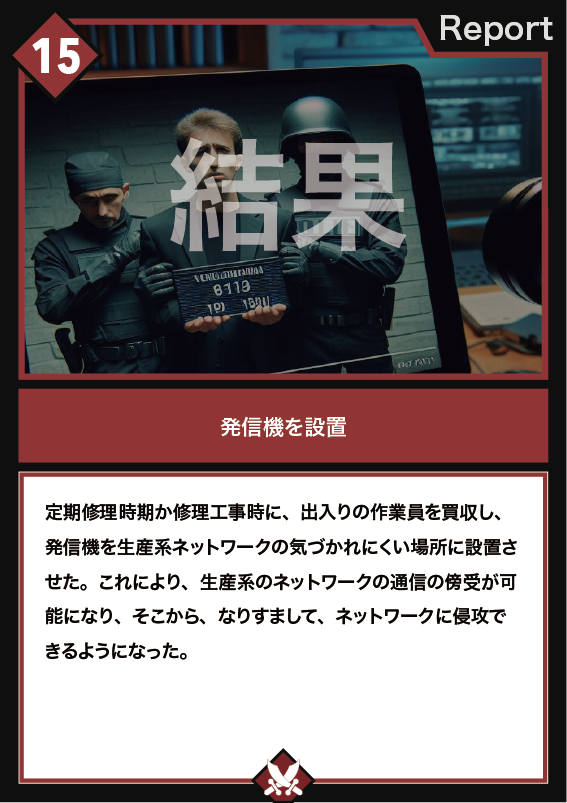 Report
15
結果
8119
発信機を設置
定期修理時期か修理工事時に、出入りの作業員を買収し、
発信機を生産系ネットワークの気づかれにくい場所に設置さ
せた。これにより、生産系のネットワークの通信の傍受が可
能になり、そこから、なりすまして、ネットワークに侵攻で
きるようになった。